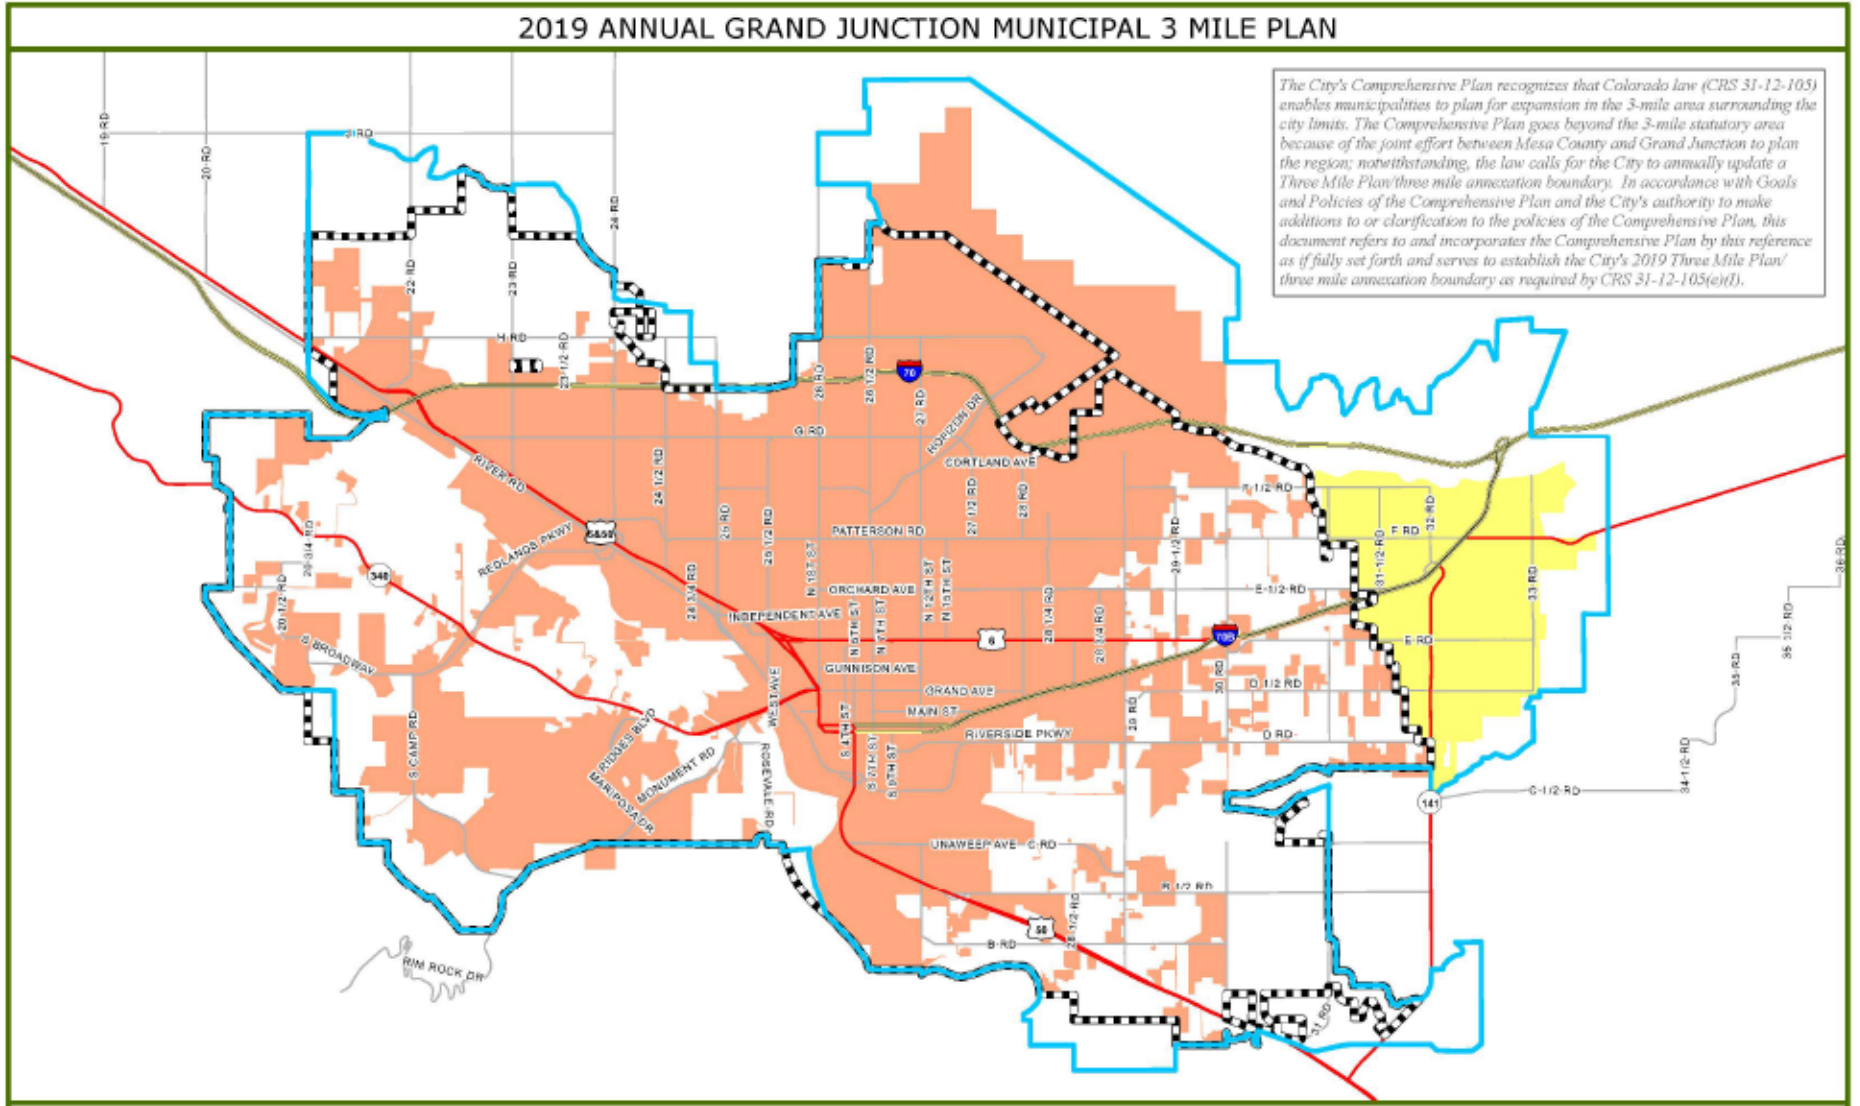 2019 ANNUAL GRAND JUNCTION MUNICIPAL 3 MILE PLAN
The City's Comprehensive Plan recognizes that Colorado law (CRS 31-12-105)
enables municipalities to plan for expansion in the 3-mile area surrounding the
city limits. The Comprehensive Plan goes beyond the 3-mile statutory area
because of the joint effort between Mesa County and Grand Junction to plan
the region; notwithstanding, the law calls for the City to annually update a
Three Mile Plan/three mile annexation boundary. In accordance with Goals
and Policies of the Comprehensive Plan and the City's authority to make
additions to or clarification to the policies of the Comprehensive Plan, this
document refers to and incorporates the Comprehensive Plan by this reference
as if fully set forth and serves to establish the City's 2019 Three Mile Plan/
three mile annexation boundary as required by CRS 31-12-105(e)(I).
19 RD
20 RD
J RD
24 RD
22 RD
23 RD
H RD
23-1/2 RD
26 RD
26 1/2 RD
70
27 RD
HORIZON DR
G RD
CORTLAND AVE
RIVER RD
24 1/2 RD
25 RD
25 1/2 RD
27 1/2 RD
28 RD
F-1/2 RD
PATTERSON RD
29-1/2 RD
F RD
31-1/2 RD
32 RD
33 RD
36 RD
6&50
REDLANDS PKWY
20-3/4 RD
340
20-1/2 RD
24 3/4 RD
N 1ST ST
ORCHARD AVE
N 12TH ST
N 15TH ST
E-1/2-RD
INDEPENDENT AVE
N 5TH ST
N 7TH ST
28 1/4 RD
28 3/4 RD
6
70B
E RD
35 1/2 RD
35-RD
S BROADWAY
GUNNISON AVE
30 RD
D 1/2 RD
GRAND AVE
WEST AVE
MAIN ST
29 RD
S CAMP RD
RIDGES BLVD
S 4TH ST
RIVERSIDE PKWY
D RD
34-1/2 RD
MONUMENT RD
MARIPOSA DR
ROSEVALE-RD
S 7TH ST
S 9TH ST
C-1/2-RD
141
UNAWEEP AVE
C-RD
B 1/2 RD
28-1/2-RD
50
B-RD
RIM ROCK DR
31 RD